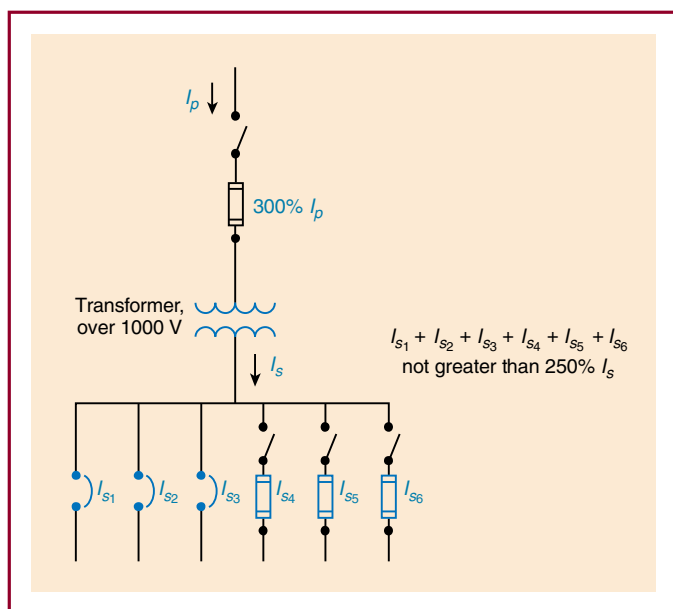 Iₚ
300% Iₚ
Transformer,
over 1000 V
Iₛ₁ + Iₛ₂ + Iₛ₃ + Iₛ₄ + Iₛ₅ + Iₛ₆
not greater than 250% Iₛ
Iₛ
Iₛ₁
Iₛ₂
Iₛ₃
Iₛ₄
Iₛ₅
Iₛ₆